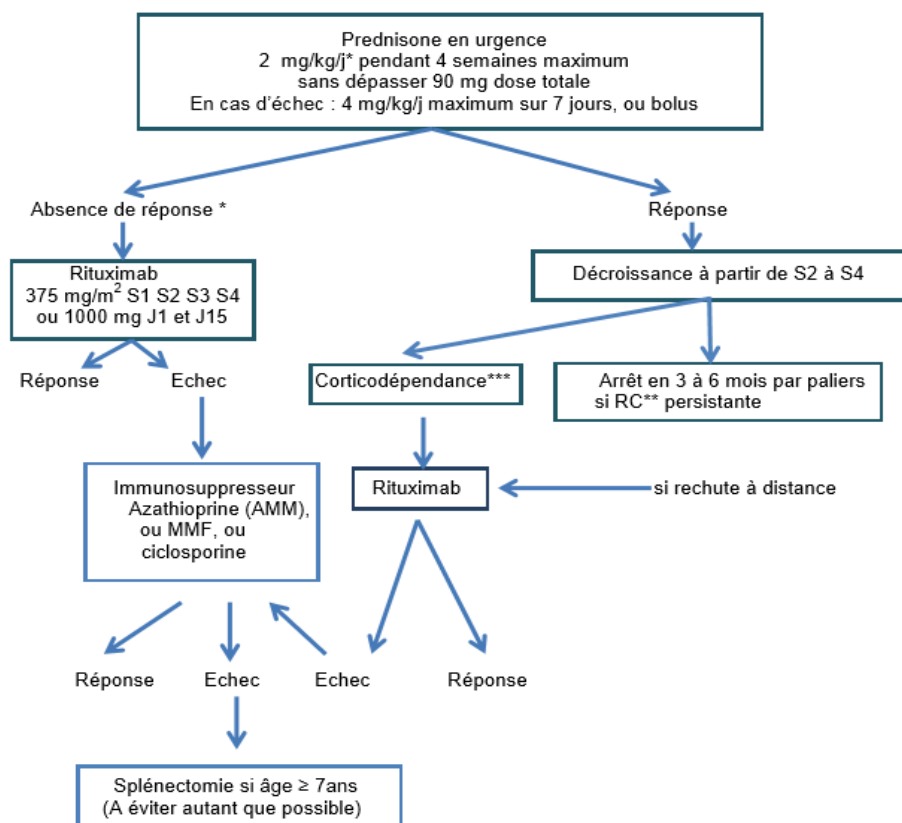 Prednisone en urgence
2 mg/kg/j* pendant 4 semaines maximum
sans dépasser 90 mg dose totale
En cas d'échec : 4 mg/kg/j maximum sur 7 jours, ou bolus
Absence de réponse *
Réponse
Rituximab
375 mg/m² S1 S2 S3 S4
ou 1000 mg J1 et J15
Décroissance à partir de S2 à S4
Réponse
Echec
Corticodépendance***
Arrêt en 3 à 6 mois par paliers
si RC** persistante
Immunosuppresseur
Azathioprine (AMM),
ou MMF, ou
ciclosporine
Rituximab
si rechute à distance
Réponse
Echec
Echec
Réponse
Splénectomie si âge ≥ 7ans
(A éviter autant que possible)